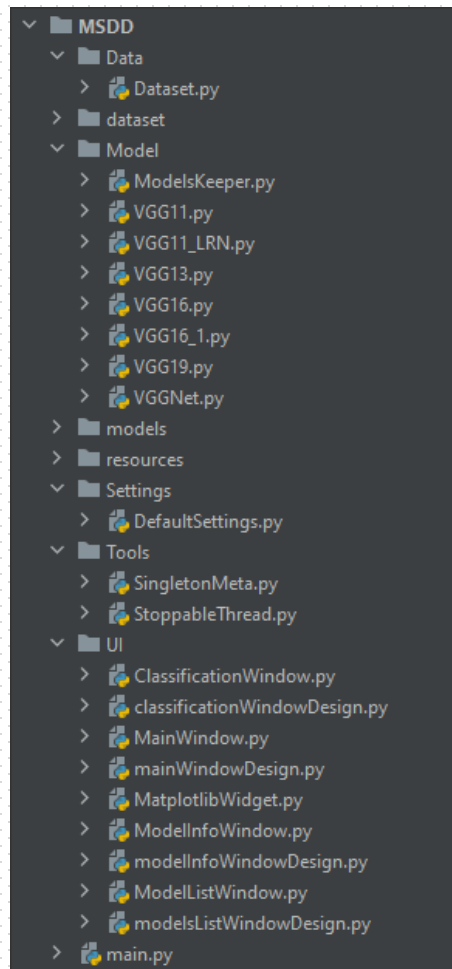 MSDD
Data
Dataset.py
dataset
Model
ModelsKeeper.py
VGG11.py
VGG11_LRN.py
VGG13.py
VGG16.py
VGG16_1.py
VGG19.py
VGGNet.py
models
resources
Settings
DefaultSettings.py
Tools
SingletonMeta.py
StoppableThread.py
UI
ClassificationWindow.py
classificationWindowDesign.py
MainWindow.py
mainWindowDesign.py
MatplotlibWidget.py
ModelInfoWindow.py
modelInfoWindowDesign.py
ModelListWindow.py
modelsListWindowDesign.py
main.py